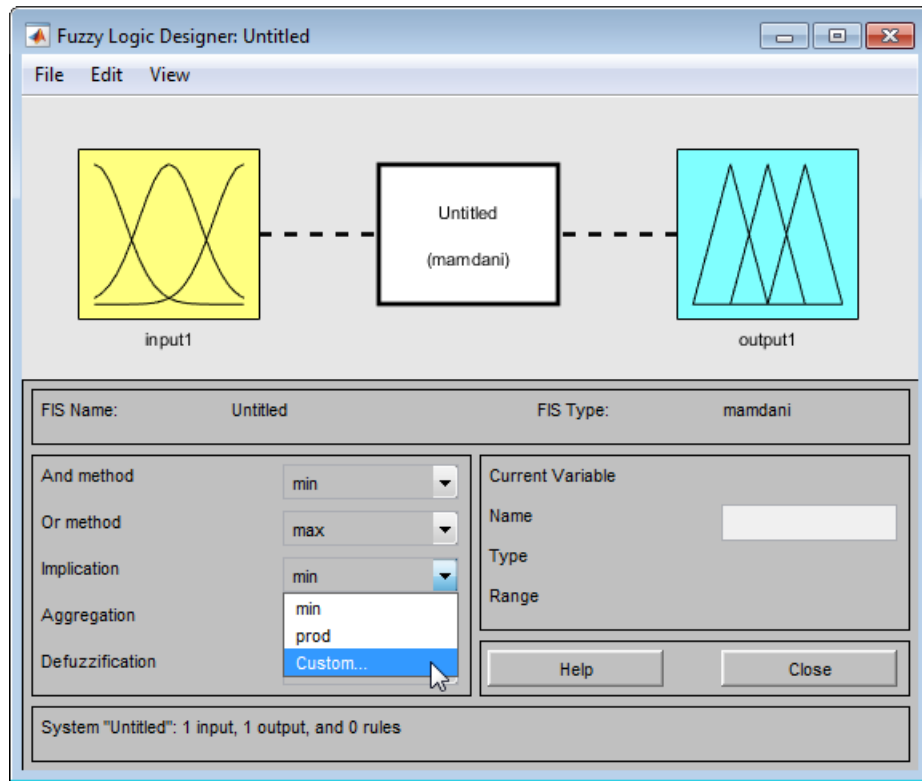 Fuzzy Logic Designer: Untitled
File Edit View
Untitled
(mamdani)
input1
output1
FIS Name: Untitled FIS Type: mamdani
And method min
Or method max
Implication min
min
prod
Custom...
Aggregation
Defuzzification
Current Variable
Name
Type
Range
Help Close
System "Untitled": 1 input, 1 output, and 0 rules